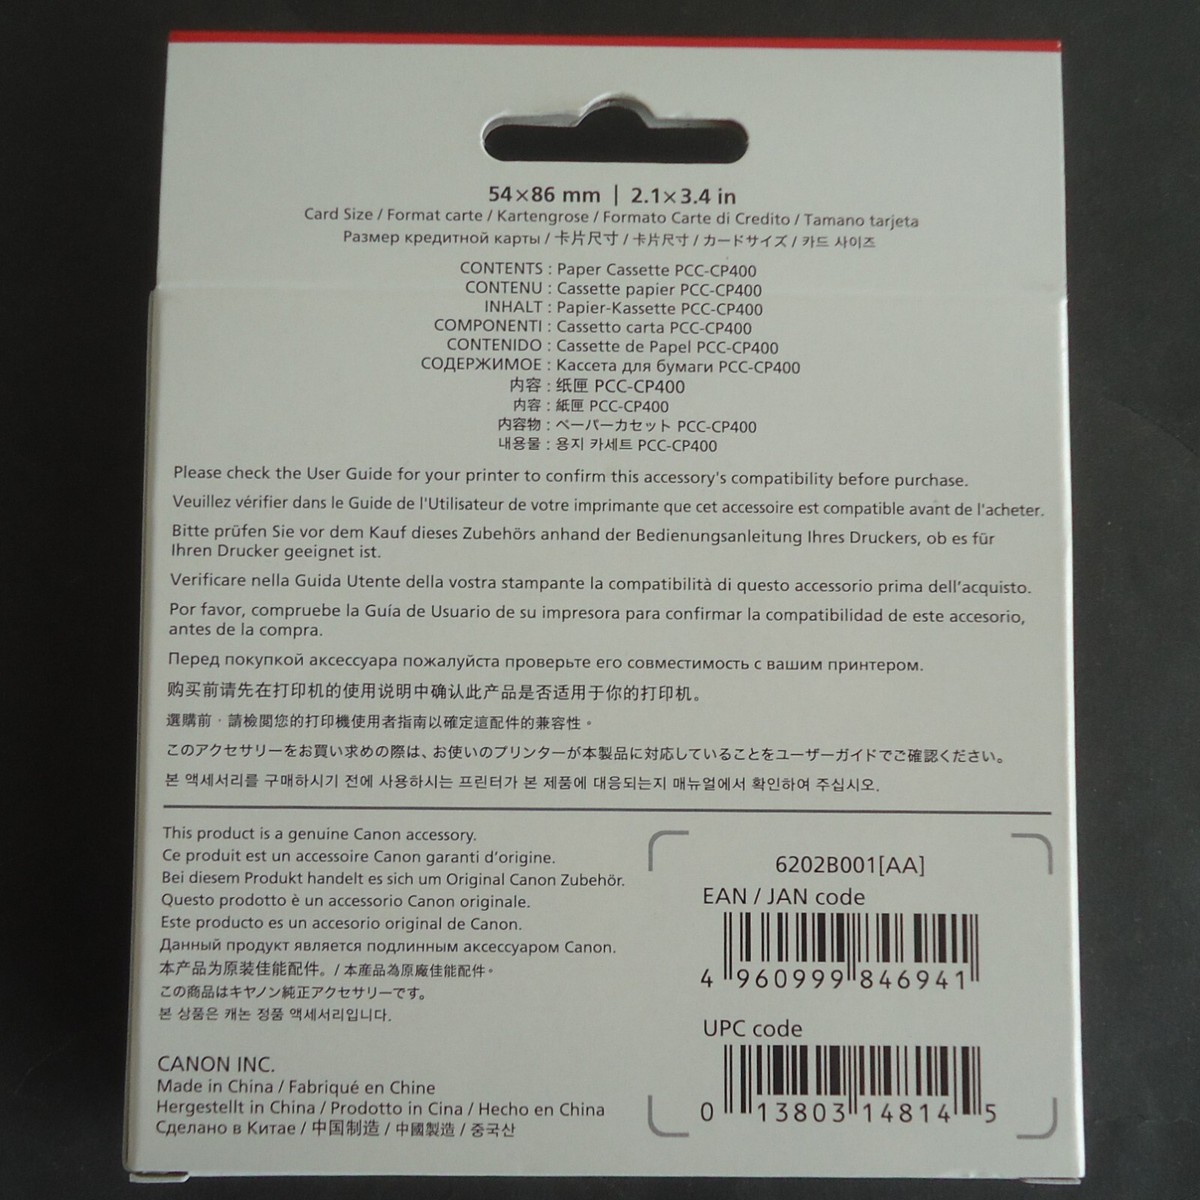 54×86 mm | 2.1×3.4 in
Card Size / Format carte / Kartengrose / Formato Carte di Credito / Tamano tarjeta
Размер кредитной карты / 卡片尺寸 / 卡片尺寸 / カードサイズ / 카드 사이즈
CONTENTS : Paper Cassette PCC-CP400
CONTENU : Cassette papier PCC-CP400
INHALT : Papier-Kassette PCC-CP400
COMPONENTI : Cassetto carta PCC-CP400
CONTENIDO : Cassette de Papel PCC-CP400
СОДЕРЖИМОЕ : Кассета для бумаги PCC-CP400
内容 : 纸匣 PCC-CP400
内容 : 紙匣 PCC-CP400
内容物 : ペーパーカセット PCC-CP400
내용물 : 용지 카세트 PCC-CP400
Please check the User Guide for your printer to confirm this accessory's compatibility before purchase.
Veuillez vérifier dans le Guide de l'Utilisateur de votre imprimante que cet accessoire est compatible avant de l'acheter.
Bitte prüfen Sie vor dem Kauf dieses Zubehörs anhand der Bedienungsanleitung Ihres Druckers, ob es für
Ihren Drucker geeignet ist.
Verificare nella Guida Utente della vostra stampante la compatibilità di questo accessorio prima dell'acquisto.
Por favor, compruebe la Guía de Usuario de su impresora para confirmar la compatibilidad de este accesorio,
antes de la compra.
Перед покупкой аксессуара пожалуйста проверьте его совместимость с вашим принтером.
购买前请先在打印机的使用说明中确认此产品是否适用于你的打印机。
選購前，請檢閱您的打印機使用者指南以確定這配件的兼容性。
このアクセサリーをお買い求めの際は、お使いのプリンターが本製品に対応していることをユーザーガイドでご確認ください。
본 액세서리를 구매하시기 전에 사용하시는 프린터가 본 제품에 대응되는지 매뉴얼에서 확인하여 주십시오.
This product is a genuine Canon accessory.
Ce produit est un accessoire Canon garanti d'origine.
Bei diesem Produkt handelt es sich um Original Canon Zubehör.
Questo prodotto è un accessorio Canon originale.
Este producto es un accesorio original de Canon.
Данный продукт является подлинным аксессуаром Canon.
本产品为原装佳能配件。/ 本產品為原廠佳能配件。
この商品はキヤノン純正アクセサリーです。
본 상품은 캐논 정품 액세서리입니다.
CANON INC.
Made in China / Fabriqué en Chine
Hergestellt in China / Prodotto in Cina / Hecho en China
Сделано в Китае / 中国制造 / 中國製造 / 중국산
6202B001[AA]
EAN / JAN code
4 960999 846941
UPC code
0 13803 14814 5